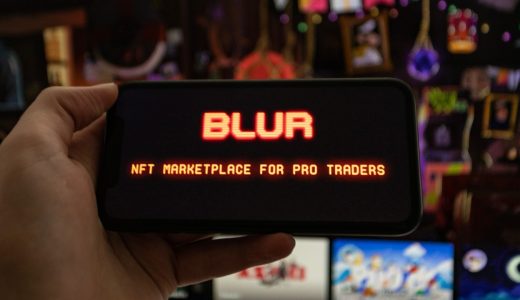 BLUR
NFT MARKETPLACE FOR PRO TRADERS